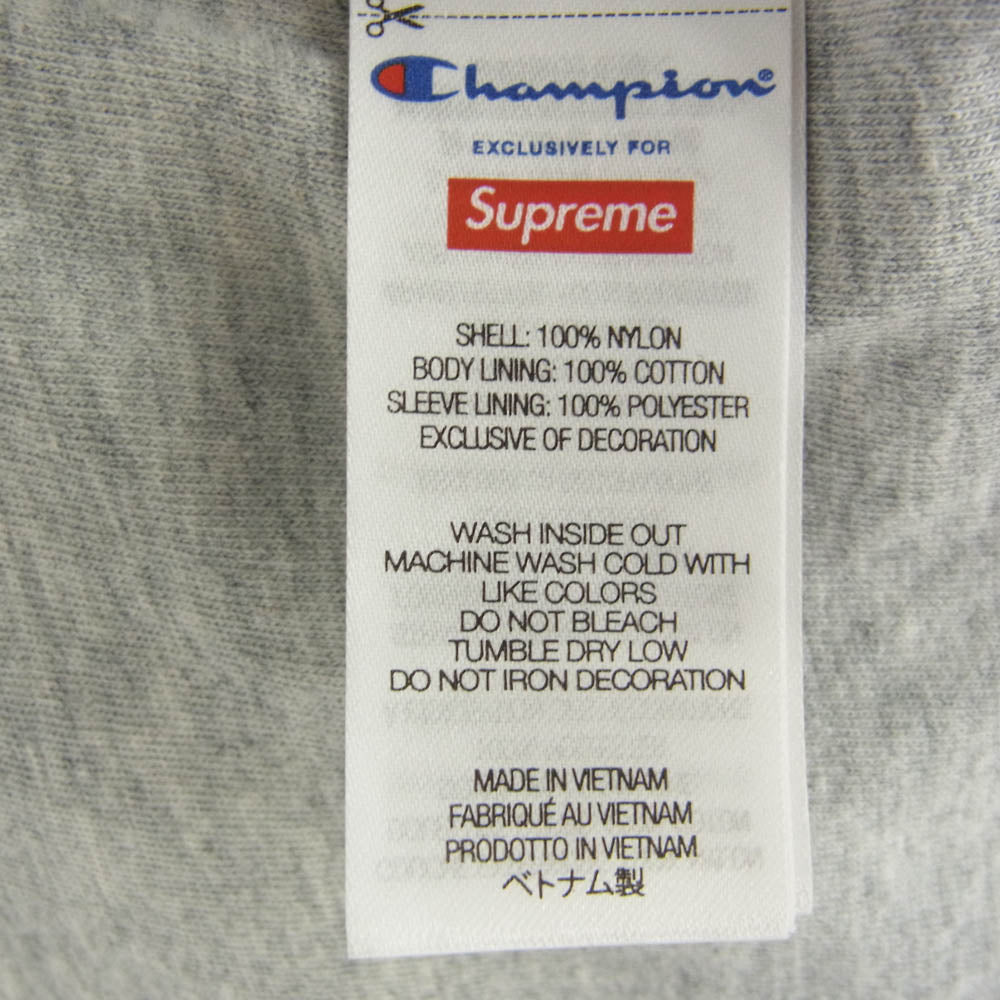 Champion®
EXCLUSIVELY FOR
Supreme
SHELL: 100% NYLON
BODY LINING: 100% COTTON
SLEEVE LINING: 100% POLYESTER
EXCLUSIVE OF DECORATION
WASH INSIDE OUT
MACHINE WASH COLD WITH
LIKE COLORS
DO NOT BLEACH
TUMBLE DRY LOW
DO NOT IRON DECORATION
MADE IN VIETNAM
FABRIQUÉ AU VIETNAM
PRODOTTO IN VIETNAM
ベトナム製